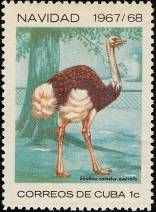 NAVIDAD 1967/68
Struthio camelus australis
CORREOS DE CUBA 1c